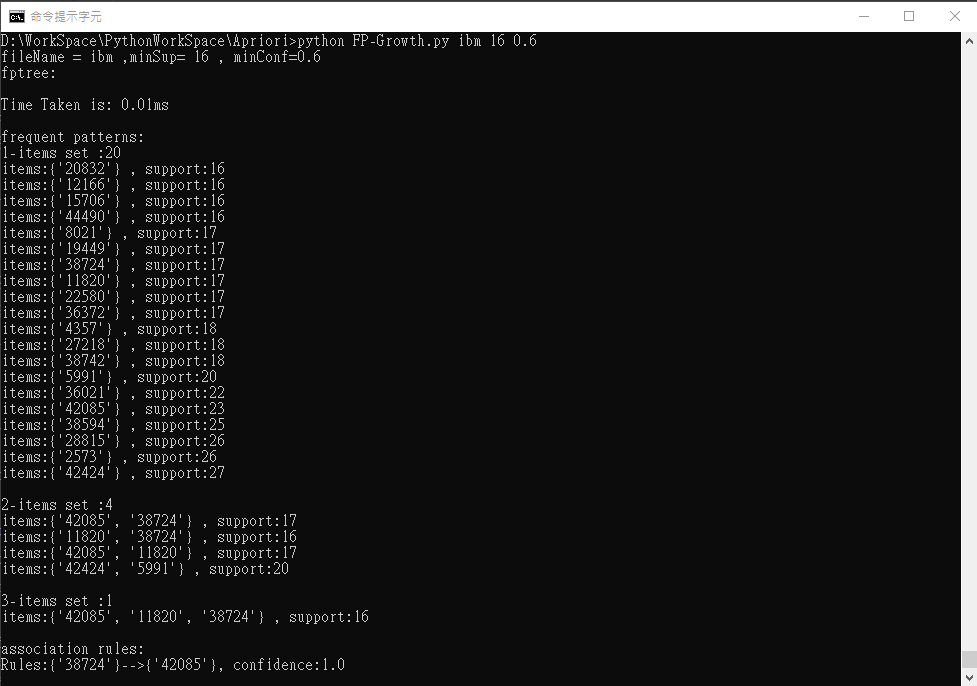 命令提示字元
D:\WorkSpace\PythonWorkSpace\Apriori>python FP-Growth.py ibm 16 0.6
fileName = ibm ,minSup= 16 , minConf=0.6
fptree:
Time Taken is: 0.01ms
frequent patterns:
1-items set :20
items:{'20832'} , support:16
items:{'12166'} , support:16
items:{'15706'} , support:16
items:{'44490'} , support:16
items:{'8021'} , support:17
items:{'19449'} , support:17
items:{'38724'} , support:17
items:{'11820'} , support:17
items:{'22580'} , support:17
items:{'36372'} , support:17
items:{'4357'} , support:18
items:{'27218'} , support:18
items:{'38742'} , support:18
items:{'5991'} , support:20
items:{'36021'} , support:22
items:{'42085'} , support:23
items:{'38594'} , support:25
items:{'28815'} , support:26
items:{'2573'} , support:26
items:{'42424'} , support:27
2-items set :4
items:{'42085', '38724'} , support:17
items:{'11820', '38724'} , support:16
items:{'42085', '11820'} , support:17
items:{'42424', '5991'} , support:20
3-items set :1
items:{'42085', '11820', '38724'} , support:16
association rules:
Rules:{'38724'}-->{'42085'}, confidence:1.0